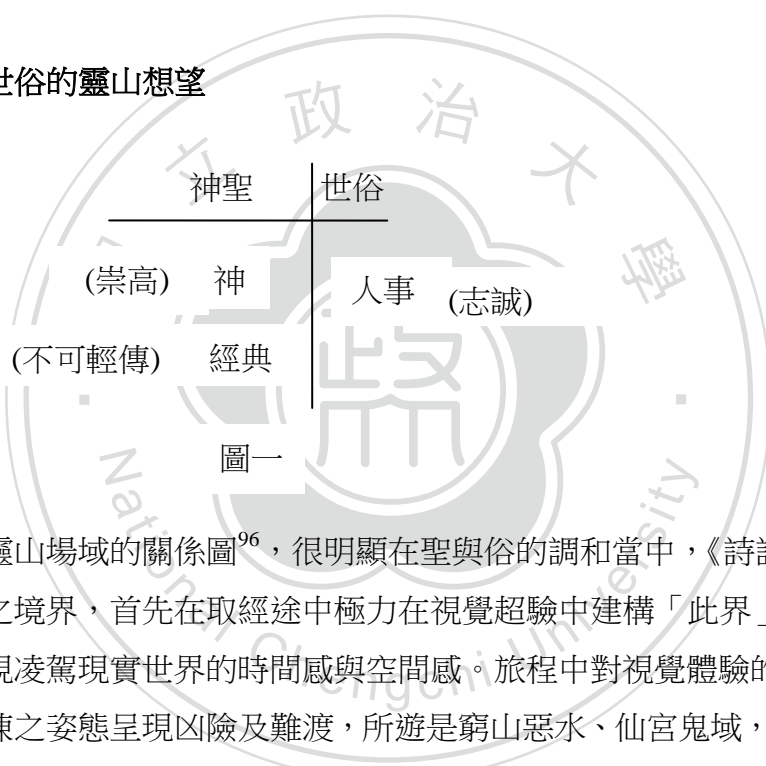 世俗的靈山想望
神聖 世俗
(崇高) 神 人事 (志誠)
(不可輕傳) 經典
圖一
靈山場域的關係圖96，很明顯在聖與俗的調和當中，《詩
之境界，首先在取經途中極力在視覺超驗中建構「此界」
現凌駕現實世界的時間感與空間感。旅程中對視覺體驗的
之姿態呈現凶險及難渡，所遊是窮山惡水、仙宮鬼域，
政治大學
National Chengchi University